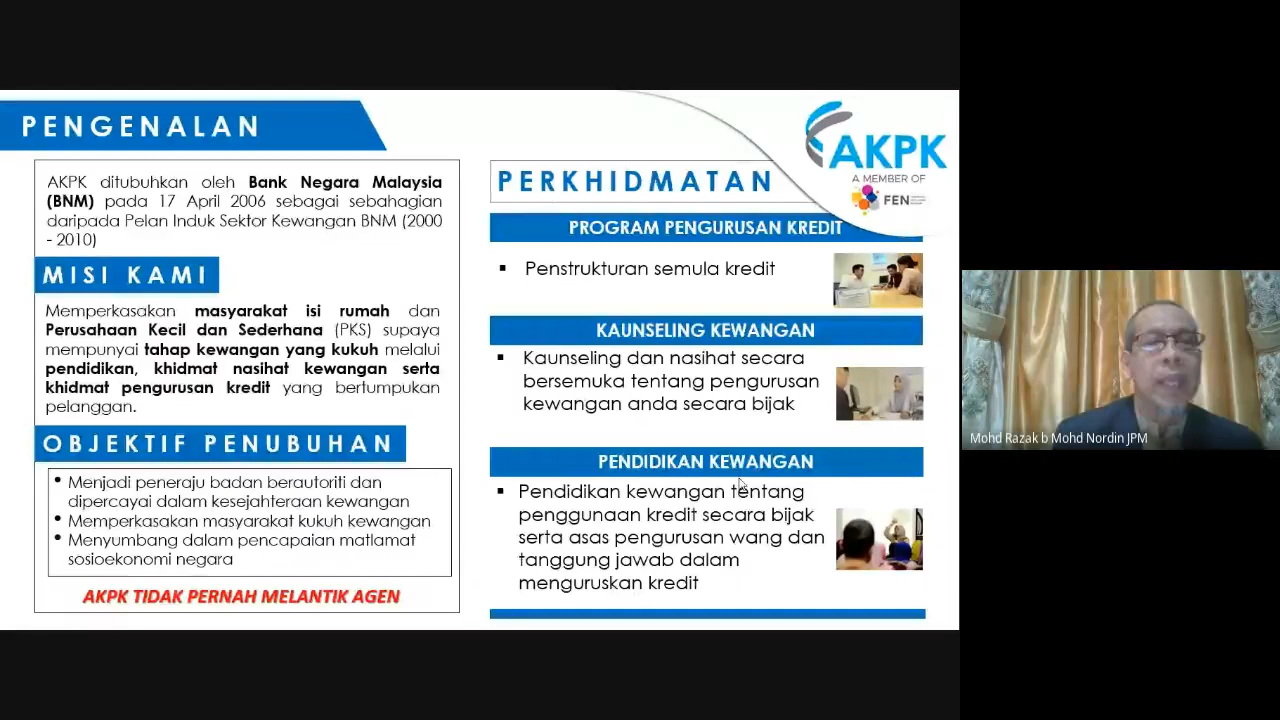 PENGENALAN
AKPK ditubuhkan oleh Bank Negara Malaysia
(BNM) pada 17 April 2006 sebagai sebahagian
daripada Pelan Induk Sektor Kewangan BNM (2000
- 2010)
MISI KAMI
Memperkasakan masyarakat isi rumah dan
Perusahaan Kecil dan Sederhana (PKS) supaya
mempunyai tahap kewangan yang kukuh melalui
pendidikan, khidmat nasihat kewangan serta
khidmat pengurusan kredit yang bertumpukan
pelanggan.
OBJEKTIF PENUBUHAN
• Menjadi peneraju badan berautoriti dan
dipercayai dalam kesejahteraan kewangan
• Memperkasakan masyarakat kukuh kewangan
• Menyumbang dalam pencapaian matlamat
sosioekonomi negara
AKPK TIDAK PERNAH MELANTIK AGEN
AKPK
A MEMBER OF
FEN
PERKHIDMATAN
PROGRAM PENGURUSAN KREDIT
▪ Penstrukturan semula kredit
KAUNSELING KEWANGAN
▪ Kaunseling dan nasihat secara
bersemuka tentang pengurusan
kewangan anda secara bijak
PENDIDIKAN KEWANGAN
▪ Pendidikan kewangan tentang
penggunaan kredit secara bijak
serta asas pengurusan wang dan
tanggung jawab dalam
menguruskan kredit
Mohd Razak b Mohd Nordin JPM